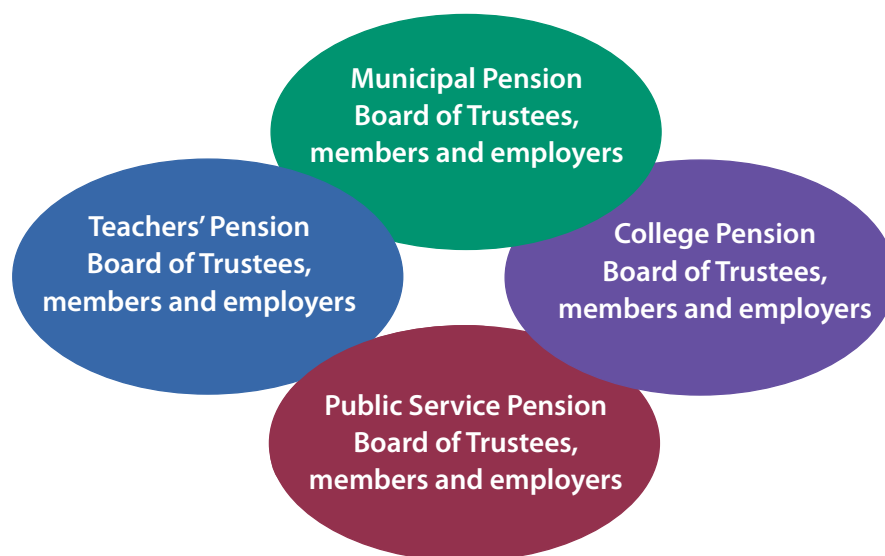 Municipal Pension
Board of Trustees,
members and employers
Teachers’ Pension
Board of Trustees,
members and employers
College Pension
Board of Trustees,
members and employers
Public Service Pension
Board of Trustees,
members and employers